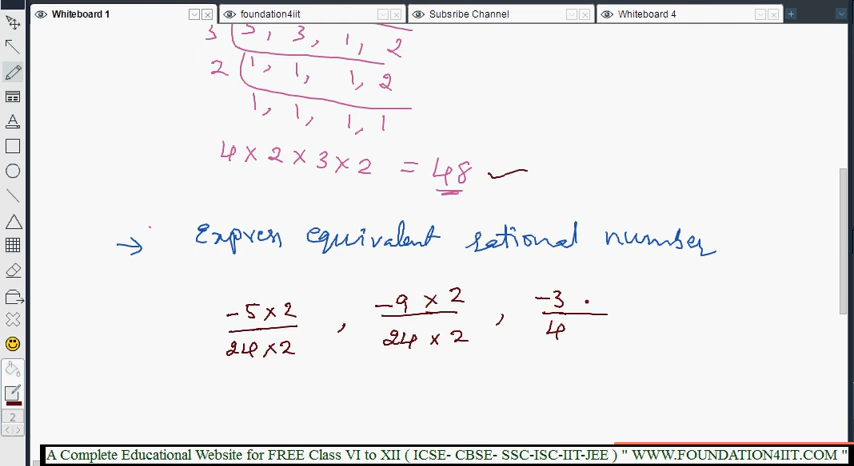 Whiteboard 1 foundation4iit Subsribe Channel Whiteboard 4
3 3, 3, 1, 2
2 1, 1, 1, 2
1, 1, 1, 1
4 × 2 × 3 × 2 = 48 ✓
→ Express equivalent rational number
-5 × 2 / 24 × 2 , -9 × 2 / 24 × 2 , -3 · / 4
2
A Complete Educational Website for FREE Class VI to XII ( ICSE- CBSE- SSC-ISC-IIT-JEE ) " WWW.FOUNDATION4IIT.COM "